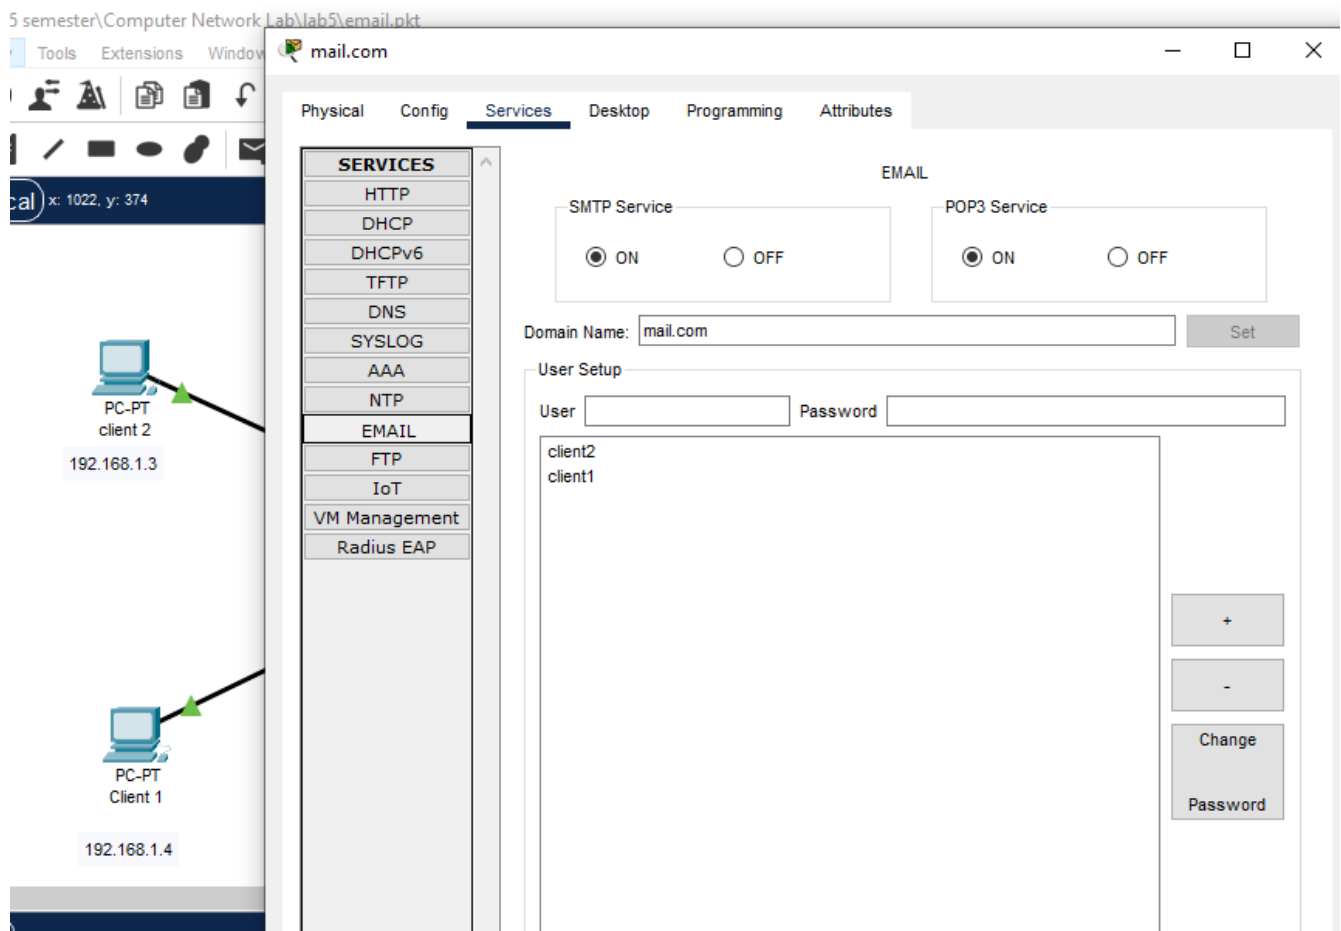 5 semester\Computer Network Lab\lab5\email.pkt
Tools Extensions Window
mail.com
Physical Config Services Desktop Programming Attributes
x: 1022, y: 374
SERVICES
HTTP
DHCP
DHCPv6
TFTP
DNS
SYSLOG
AAA
NTP
EMAIL
FTP
IoT
VM Management
Radius EAP
EMAIL
SMTP Service
ON OFF
POP3 Service
ON OFF
Domain Name: mail.com Set
User Setup
User Password
client2
client1
+
-
Change
Password
PC-PT
client 2
192.168.1.3
PC-PT
Client 1
192.168.1.4